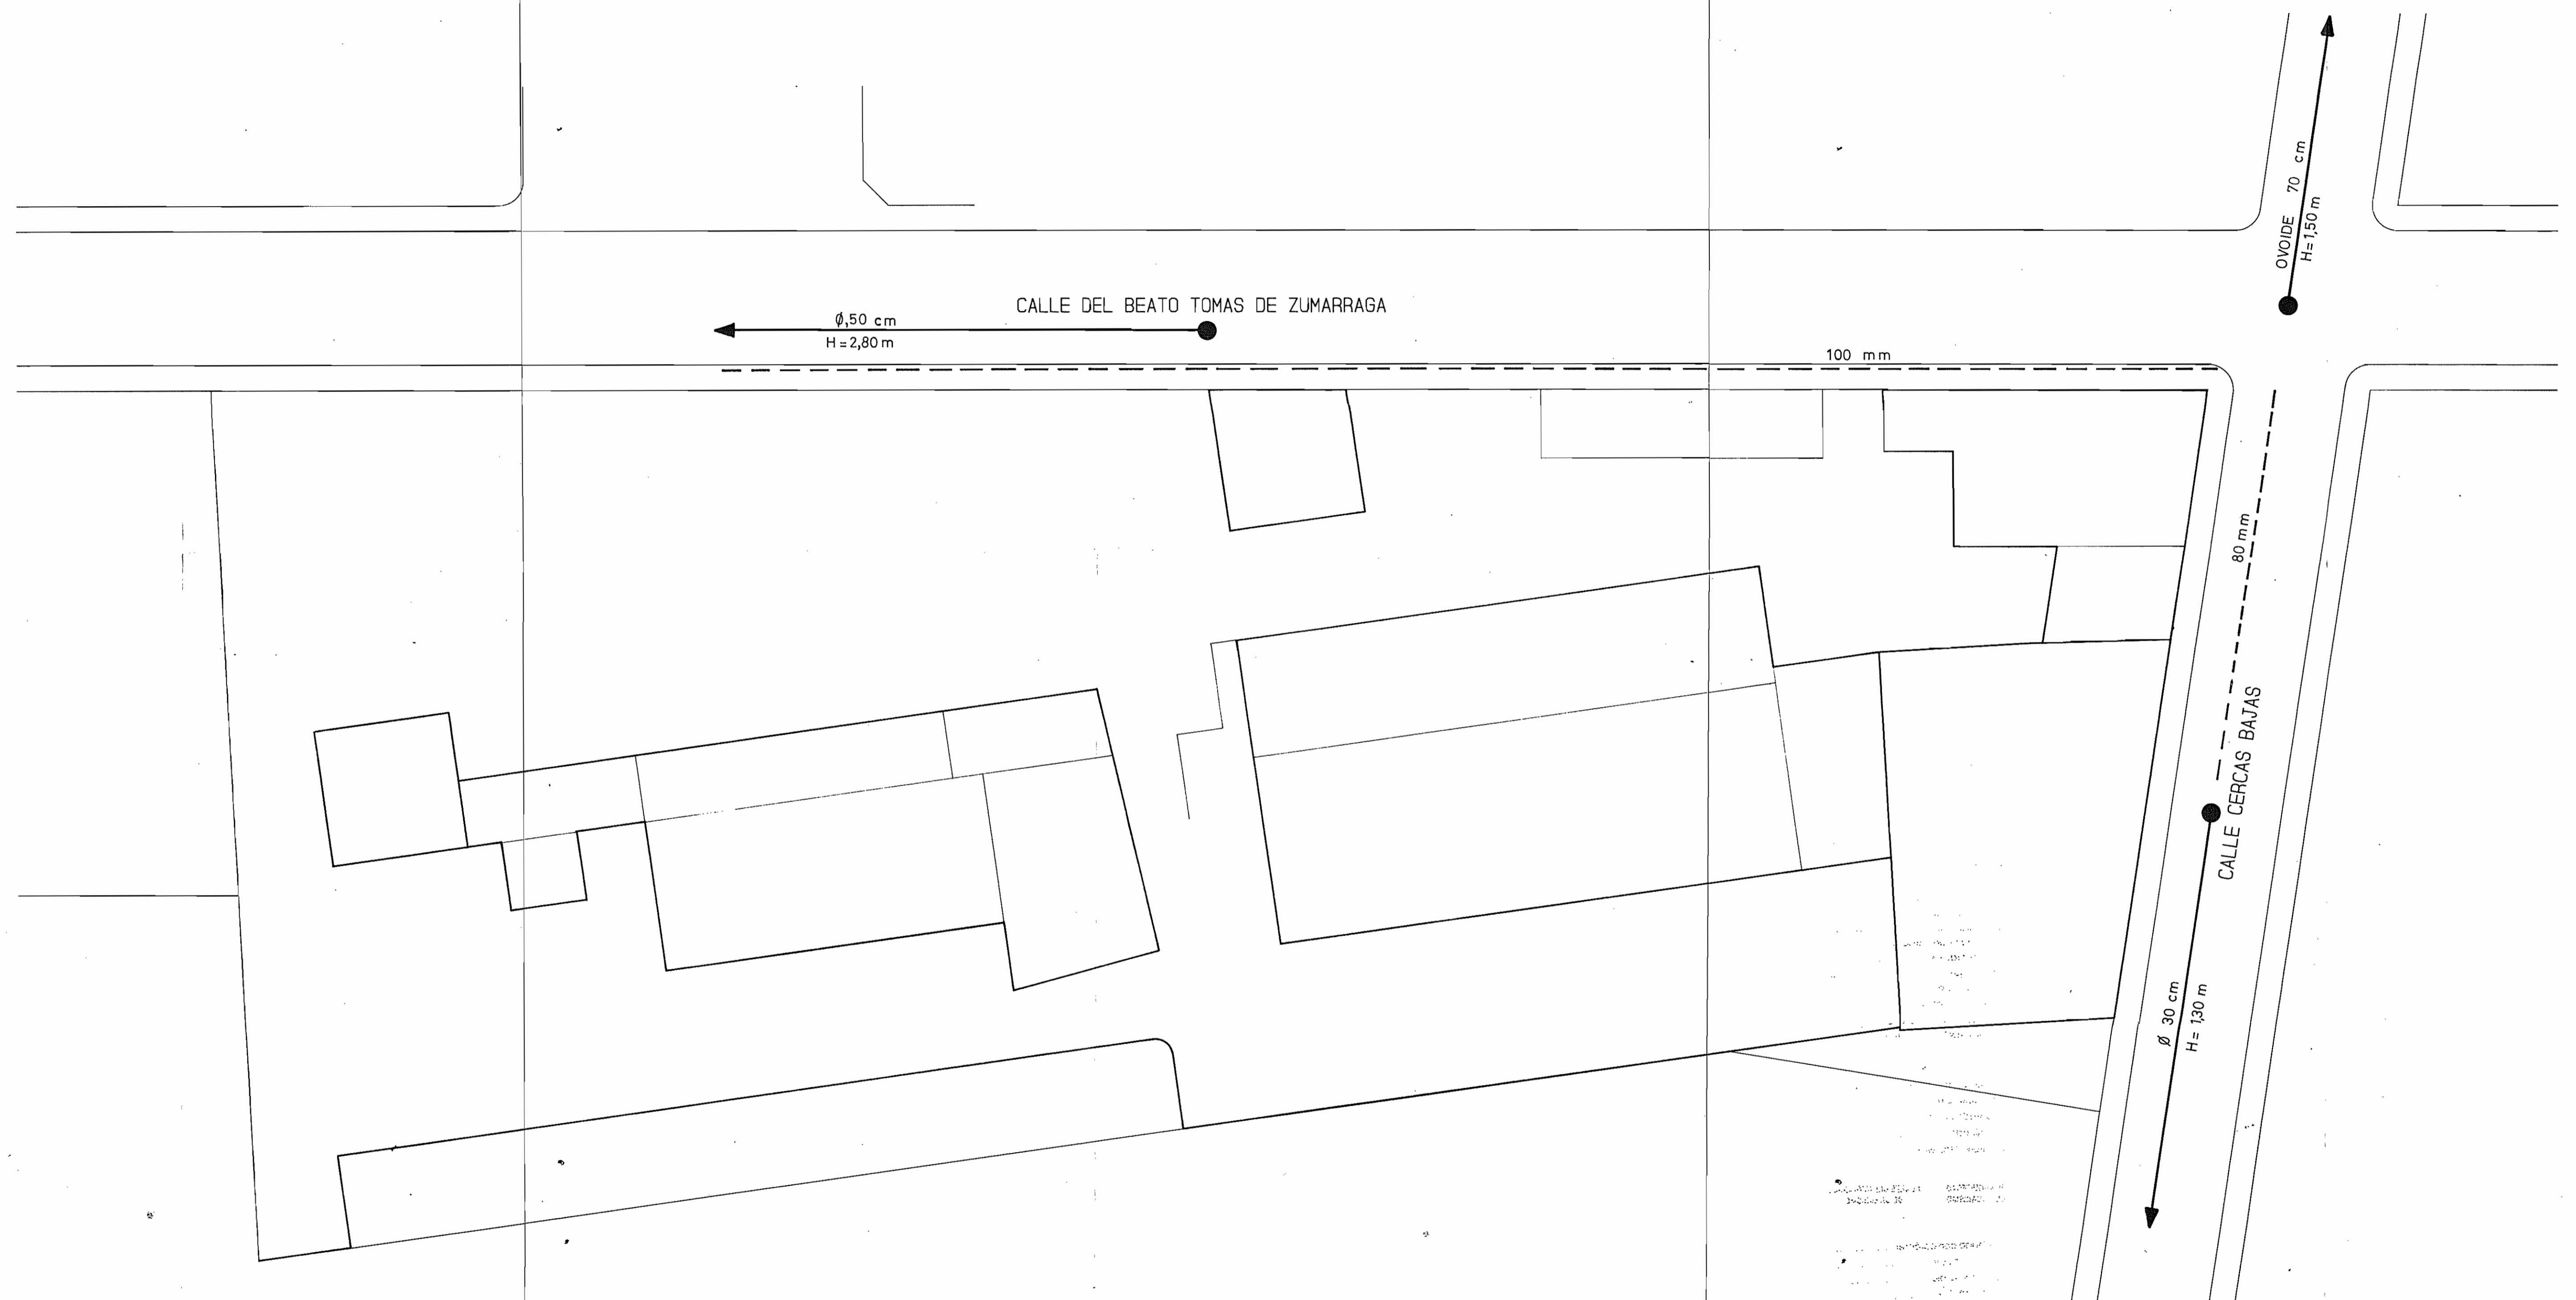 OVOIDE 70 cm
H=1,50 m
CALLE DEL BEATO TOMAS DE ZUMARRAGA
Ø,50 cm
H=2,80 m
100 mm
80 mm
CALLE CERCAS BAJAS
Ø 30 cm
H= 1,30 m